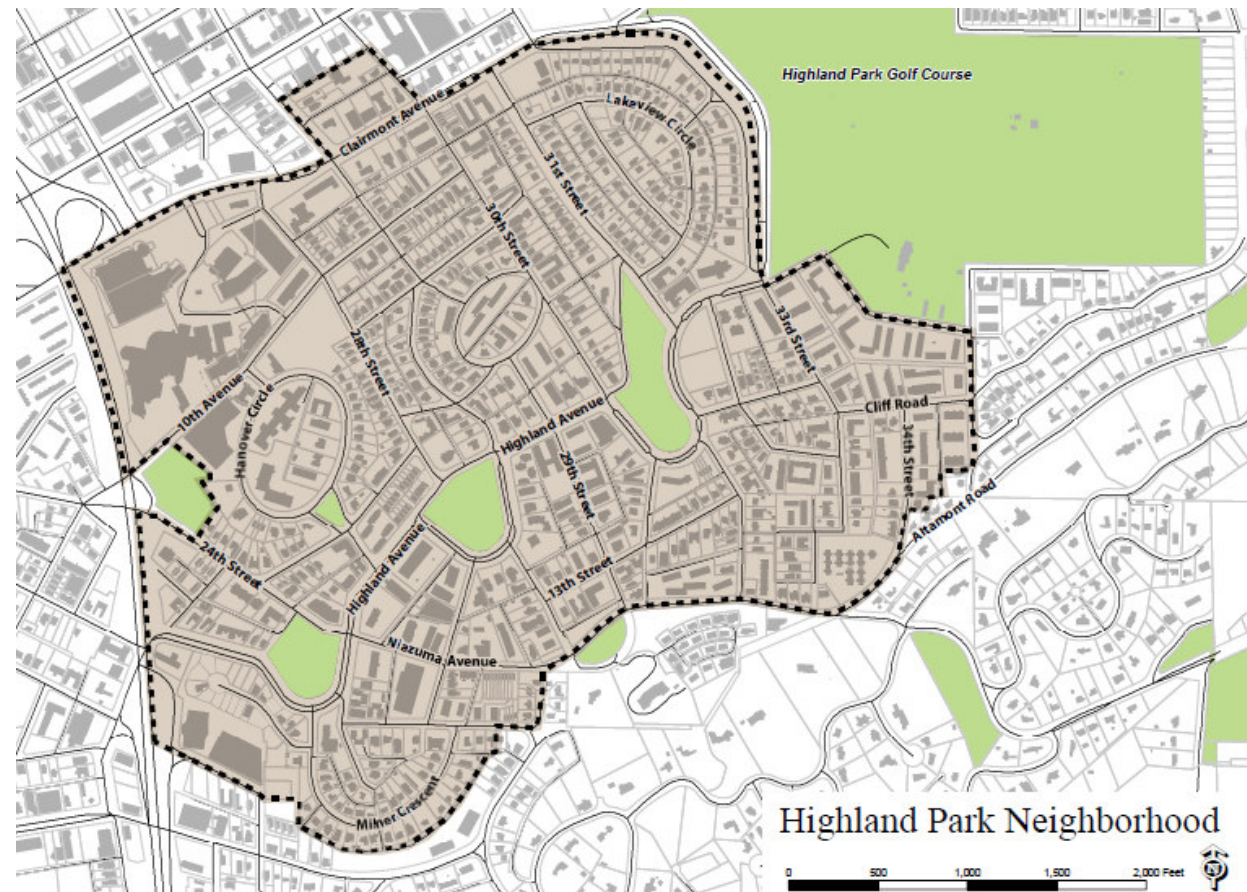 Highland Park Golf Course
Lakeview Circle
Clairmont Avenue
31st Street
30th Street
33rd Street
28th Street
Cliff Road
10th Avenue
Hanover Circle
Highland Avenue
34th Street
29th Street
Altamont Road
Highland Avenue
24th Street
13th Street
Niazuma Avenue
Milner Crescent
Highland Park Neighborhood
0 500 1,000 1,500 2,000 Feet